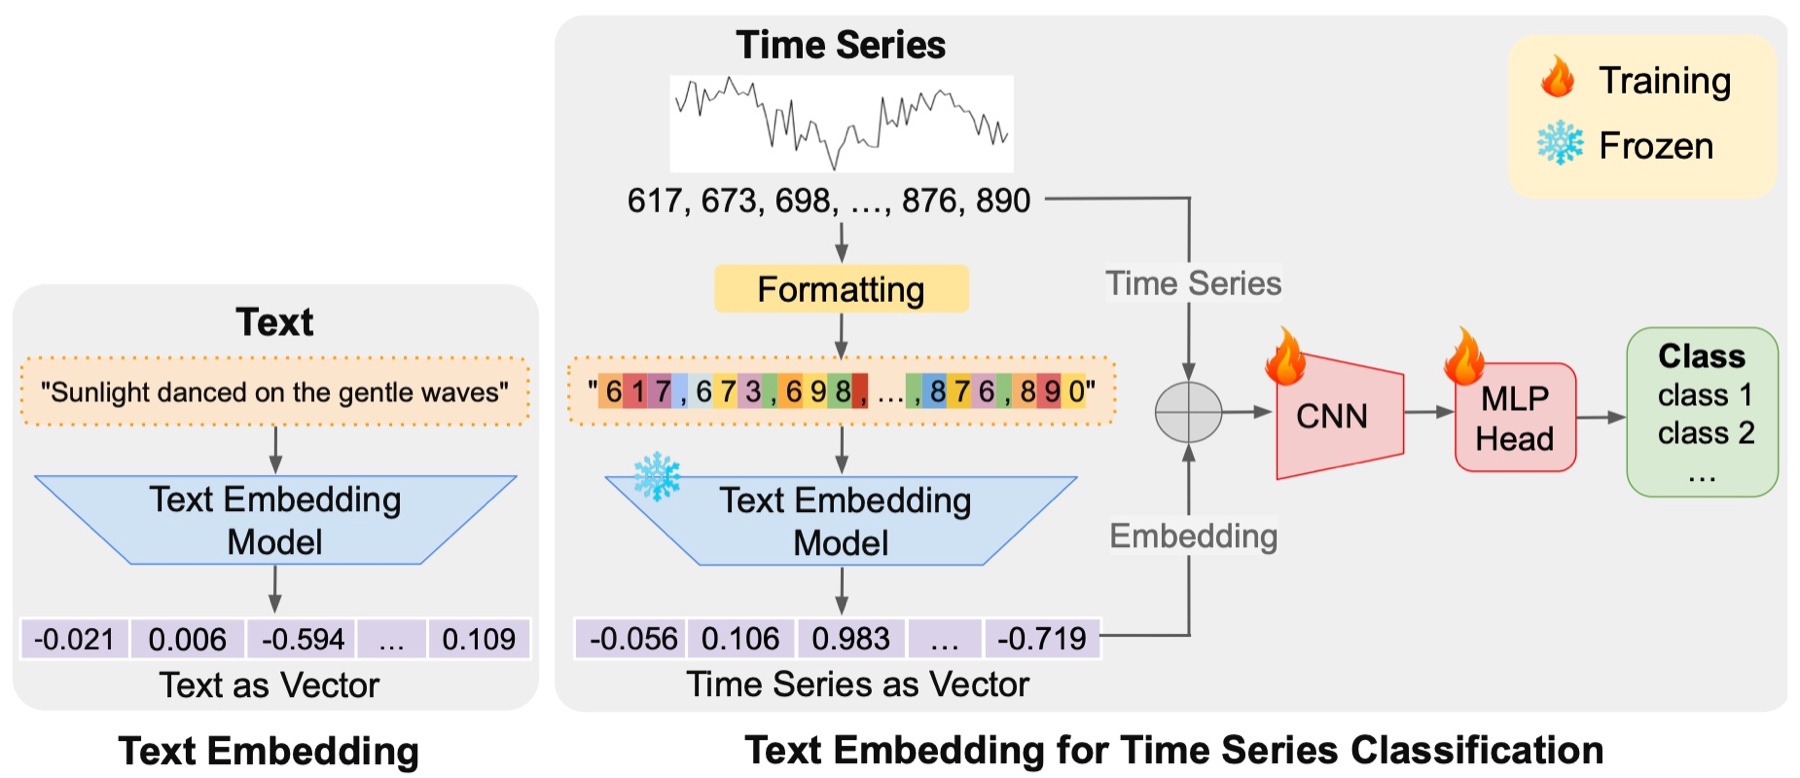 Text
"Sunlight danced on the gentle waves"
Text Embedding
Model
-0.021 0.006 -0.594 ... 0.109
Text as Vector
Text Embedding
Time Series
617, 673, 698, ..., 876, 890
Formatting
"617,673,698,...,876,890"
Text Embedding
Model
-0.056 0.106 0.983 ... -0.719
Time Series as Vector
Time Series
Embedding
CNN
MLP
Head
Class
class 1
class 2
...
Training
Frozen
Text Embedding for Time Series Classification